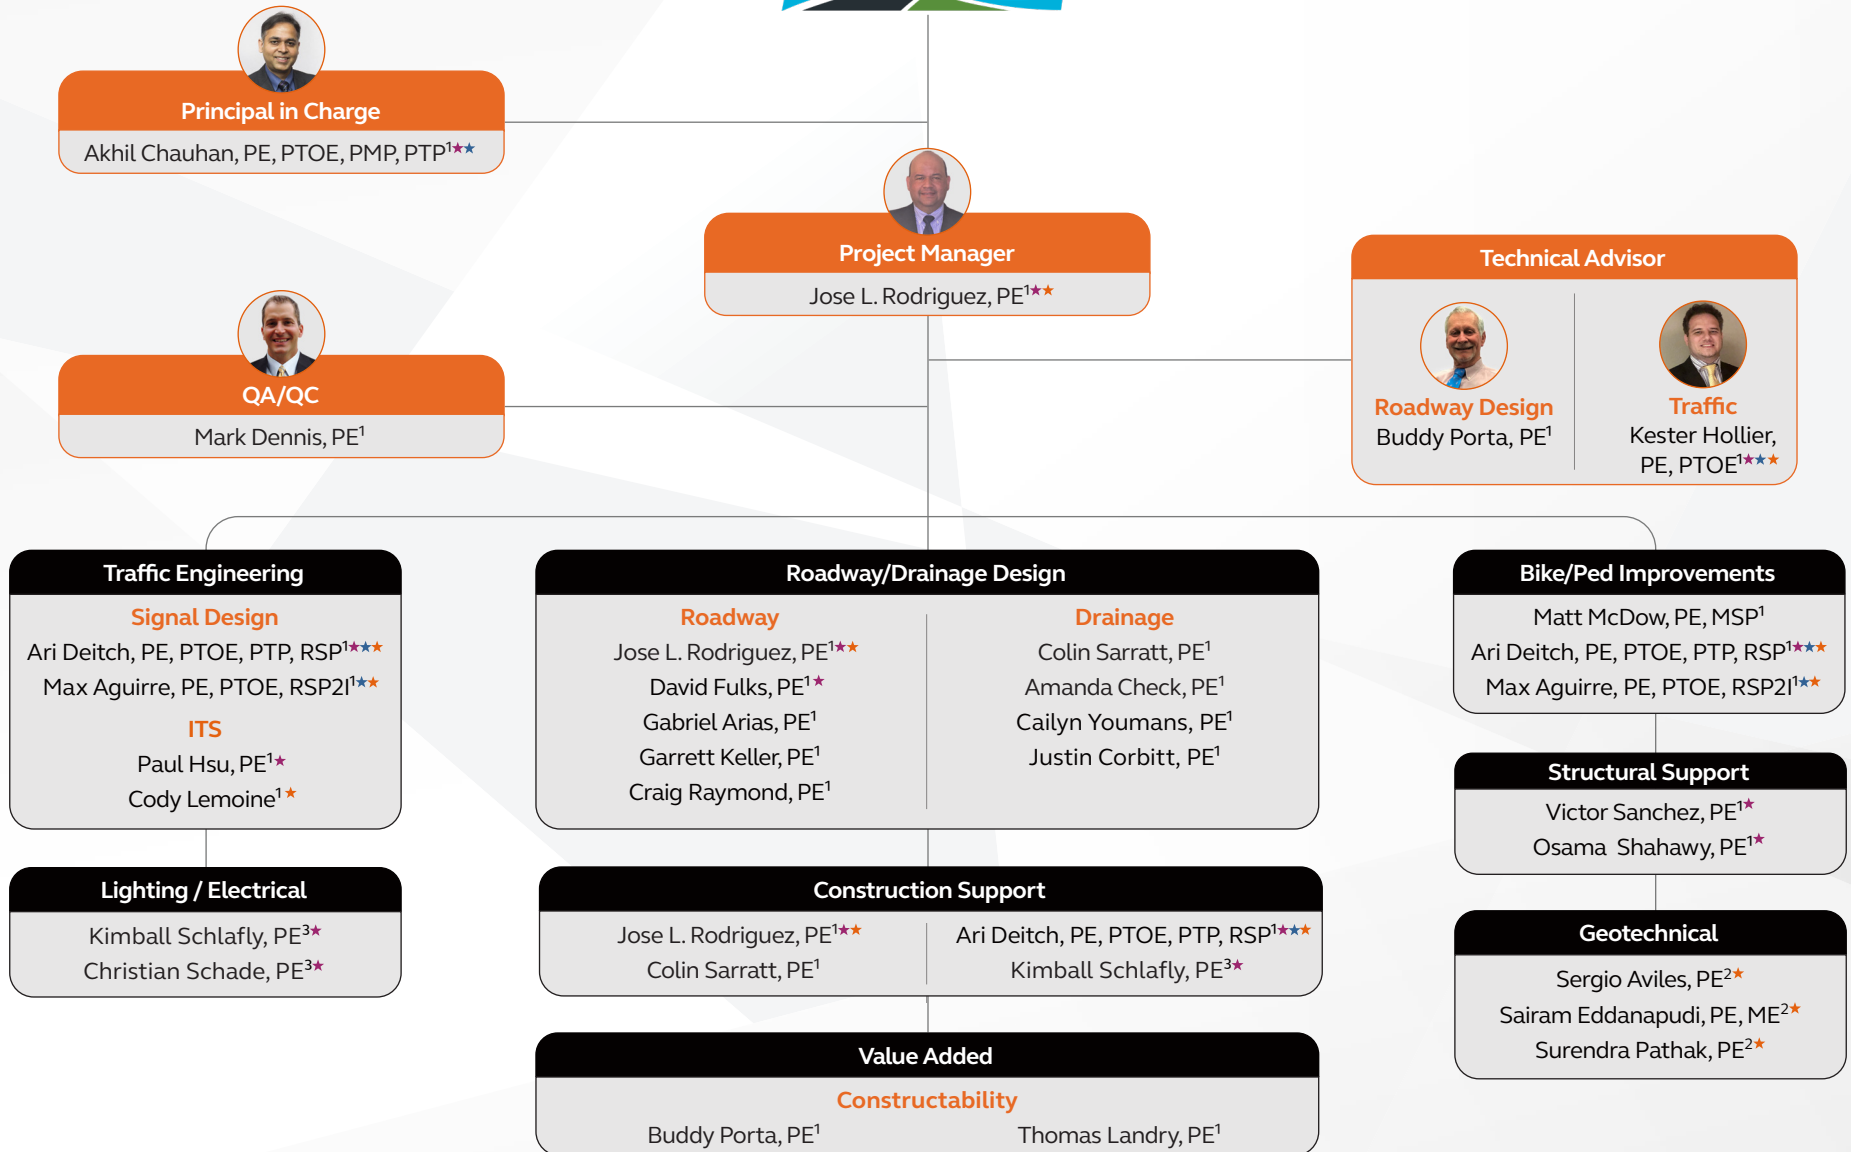 Principal in Charge
Akhil Chauhan, PE, PTOE, PMP, PTP¹★★
Project Manager
Jose L. Rodriguez, PE¹★★
Technical Advisor
Roadway Design
Buddy Porta, PE¹
Traffic
Kester Hollier,
PE, PTOE¹★★★
QA/QC
Mark Dennis, PE¹
Traffic Engineering
Signal Design
Ari Deitch, PE, PTOE, PTP, RSP¹★★★
Max Aguirre, PE, PTOE, RSP2I¹★★
ITS
Paul Hsu, PE¹★
Cody Lemoine¹★
Roadway/Drainage Design
Roadway
Jose L. Rodriguez, PE¹★★
David Fulks, PE¹★
Gabriel Arias, PE¹
Garrett Keller, PE¹
Craig Raymond, PE¹
Drainage
Colin Sarratt, PE¹
Amanda Check, PE¹
Cailyn Youmans, PE¹
Justin Corbitt, PE¹
Bike/Ped Improvements
Matt McDow, PE, MSP¹
Ari Deitch, PE, PTOE, PTP, RSP¹★★★
Max Aguirre, PE, PTOE, RSP2I¹★★
Structural Support
Victor Sanchez, PE¹★
Osama Shahawy, PE¹★
Lighting / Electrical
Kimball Schlafly, PE³★
Christian Schade, PE³★
Construction Support
Jose L. Rodriguez, PE¹★★
Colin Sarratt, PE¹
Ari Deitch, PE, PTOE, PTP, RSP¹★★★
Kimball Schlafly, PE³★
Geotechnical
Sergio Aviles, PE²★
Sairam Eddanapudi, PE, ME²★
Surendra Pathak, PE²★
Value Added
Constructability
Buddy Porta, PE¹
Thomas Landry, PE¹